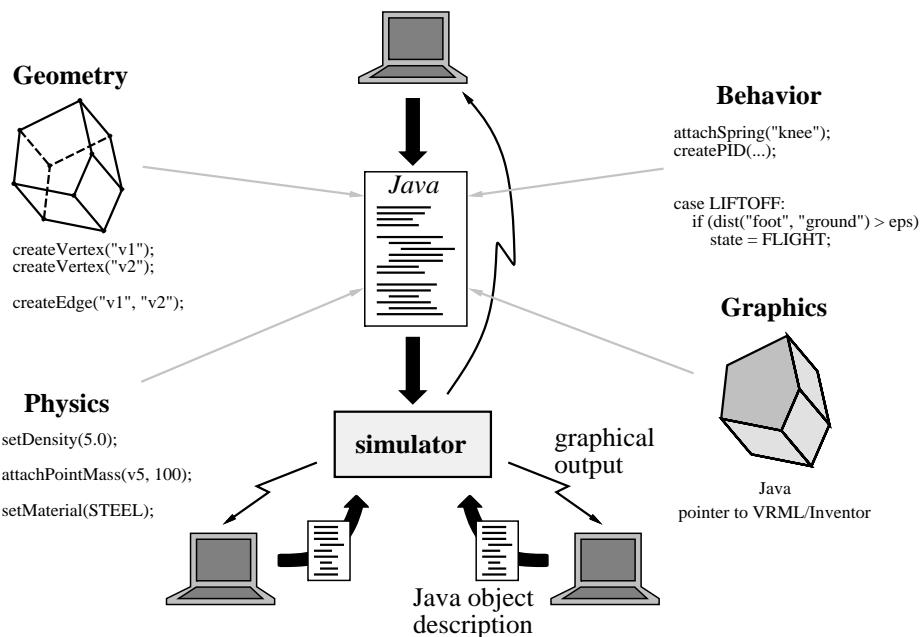 Geometry
createVertex("v1");
createVertex("v2");
createEdge("v1", "v2");
Java
Behavior
attachSpring("knee");
createPID(...);
case LIFTOFF:
if (dist("foot", "ground") > eps)
state = FLIGHT;
Physics
setDensity(5.0);
attachPointMass(v5, 100);
setMaterial(STEEL);
simulator
graphical
output
Graphics
Java
pointer to VRML/Inventor
Java object
description